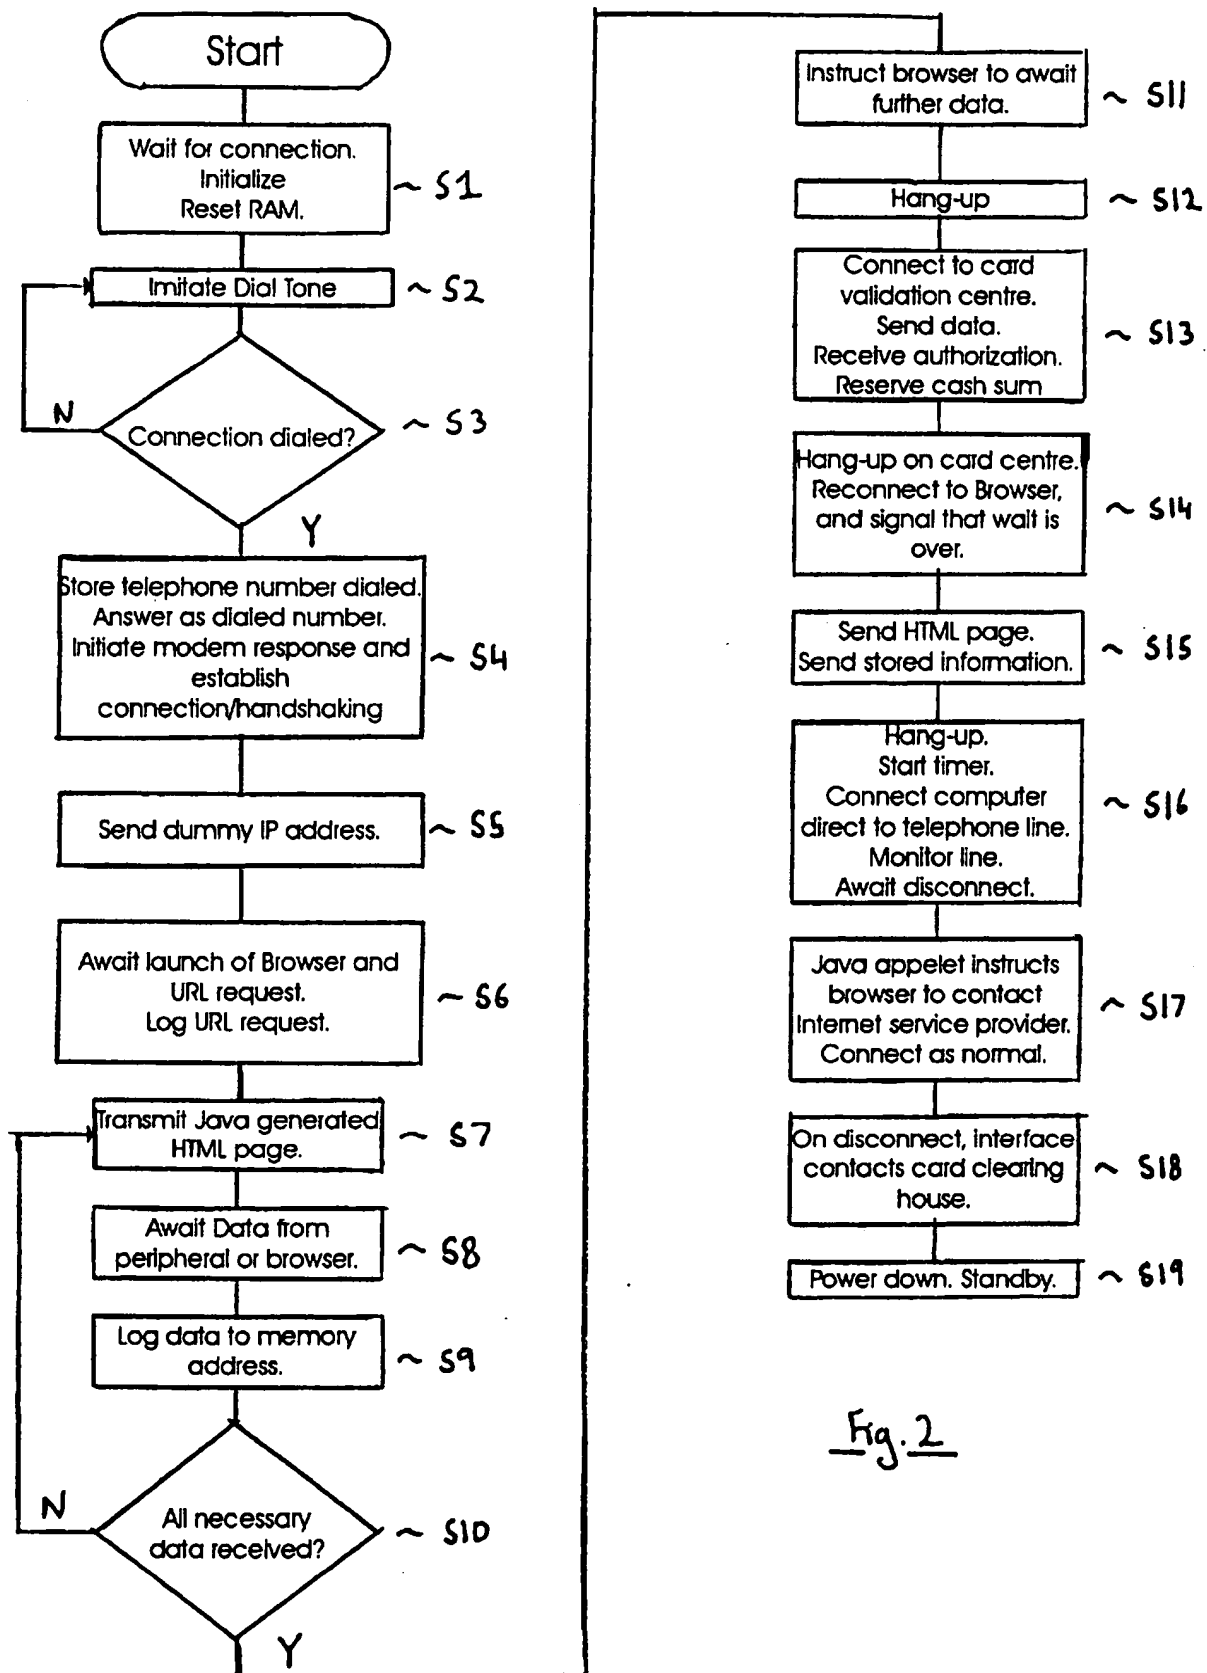 Start
Wait for connection.
Initialize
Reset RAM.
~ S1
Imitate Dial Tone
~ S2
Connection dialed?
~ S3
N
Y
Store telephone number dialed.
Answer as dialed number.
Initiate modem response and
establish
connection/handshaking
~ S4
Send dummy IP address.
~ S5
Await launch of Browser and
URL request.
Log URL request.
~ S6
Transmit Java generated
HTML page.
~ S7
Await Data from
peripheral or browser.
~ S8
Log data to memory
address.
~ S9
All necessary
data received?
~ S10
N
Y
Instruct browser to await
further data.
~ S11
Hang-up
~ S12
Connect to card
validation centre.
Send data.
Receive authorization.
Reserve cash sum
~ S13
Hang-up on card centre.
Reconnect to Browser,
and signal that wait is
over.
~ S14
Send HTML page.
Send stored information.
~ S15
Hang-up.
Start timer.
Connect computer
direct to telephone line.
Monitor line.
Await disconnect.
~ S16
Java appelet instructs
browser to contact
Internet service provider.
Connect as normal.
~ S17
On disconnect, interface
contacts card clearing
house.
~ S18
Power down. Standby.
~ S19
Fig. 2